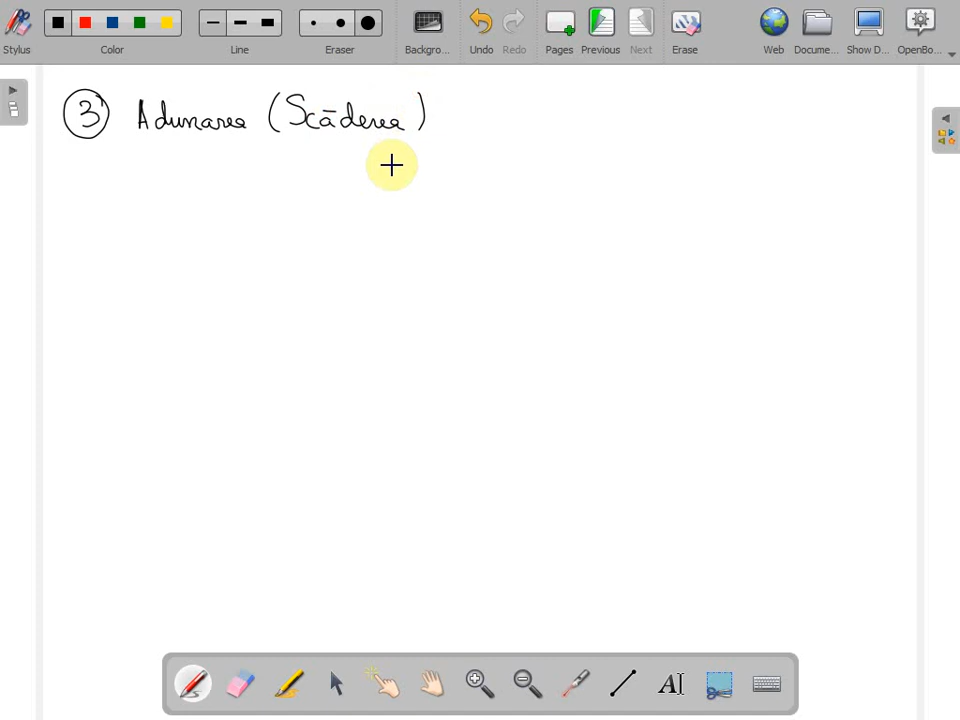 Stylus Color Line Eraser Backgro... Undo Redo Pages Previous Next Erase Web Docume... Show D... OpenBo...
3' Adunarea (Scăderea)
A